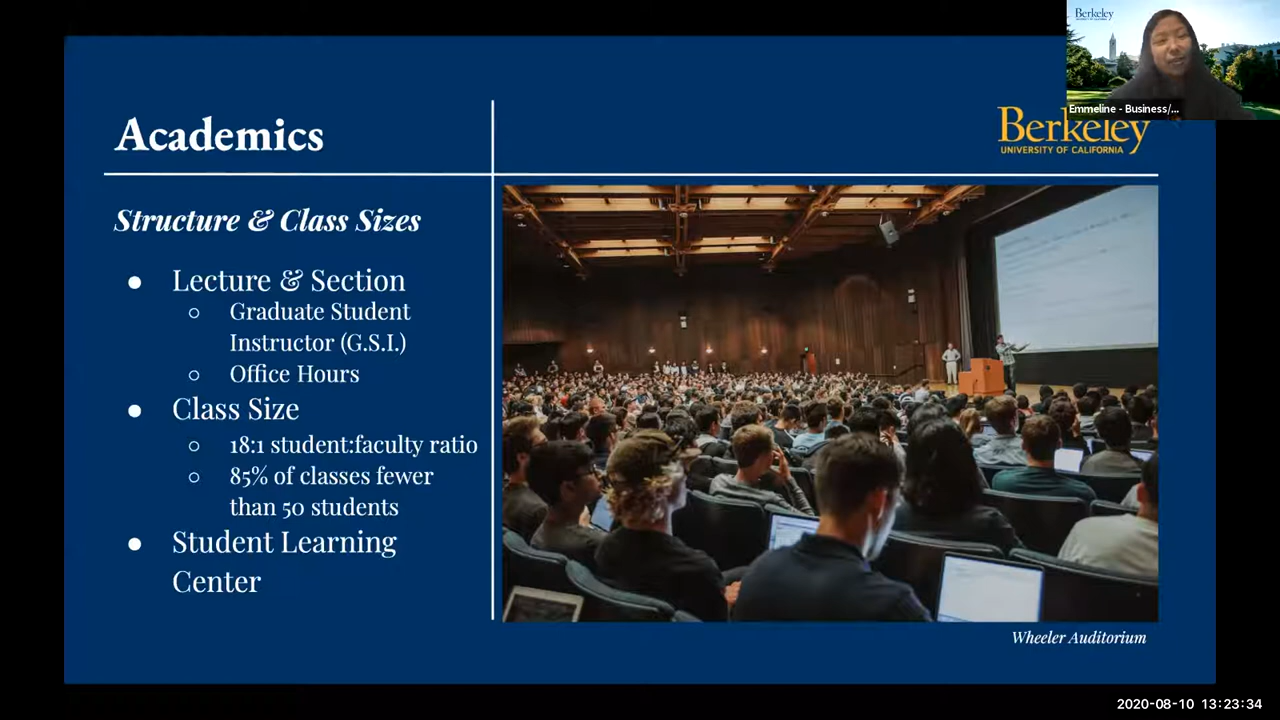 Berkeley
Emmeline - Business/...
Academics
Berkeley
UNIVERSITY OF CALIFORNIA
Structure & Class Sizes
● Lecture & Section
○ Graduate Student
Instructor (G.S.I.)
○ Office Hours
● Class Size
○ 18:1 student:faculty ratio
○ 85% of classes fewer
than 50 students
● Student Learning
Center
Wheeler Auditorium
2020-08-10 13:23:34